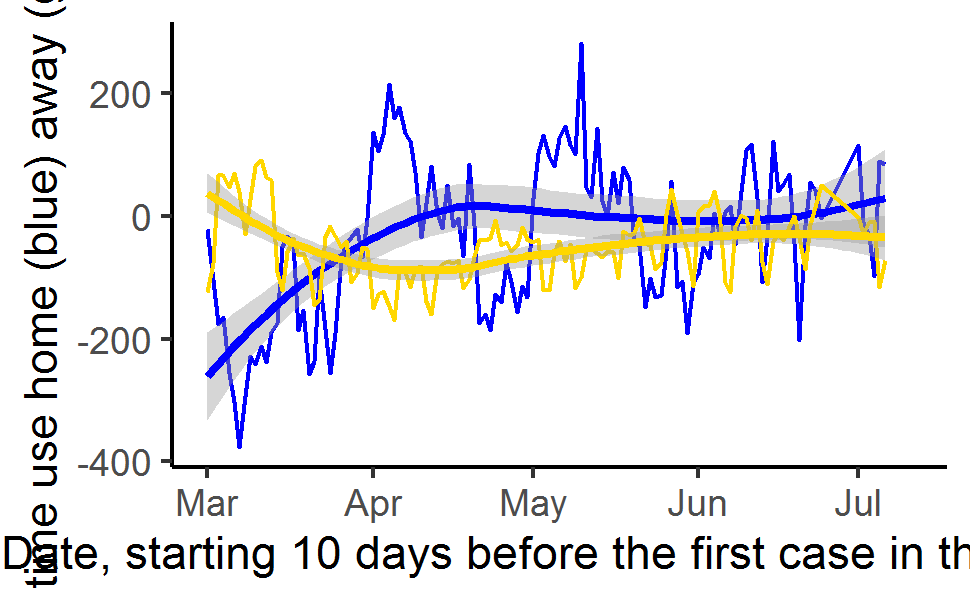 time use home (blue) away (g
200
0
-200
-400
Mar Apr May Jun Jul
Date, starting 10 days before the first case in th